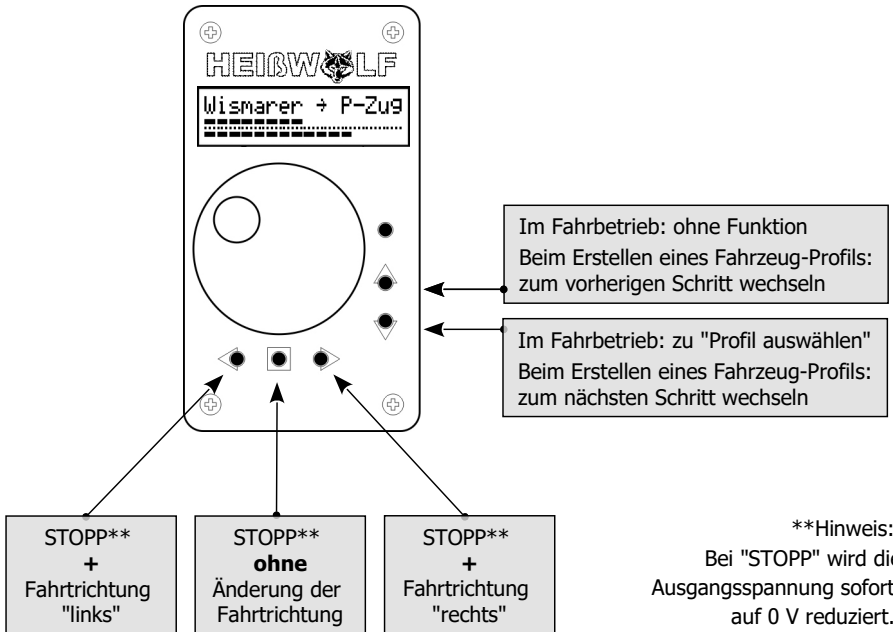 HEIßWOLF
Wismarer → P-Zug
Im Fahrbetrieb: ohne Funktion
Beim Erstellen eines Fahrzeug-Profils:
zum vorherigen Schritt wechseln
Im Fahrbetrieb: zu "Profil auswählen"
Beim Erstellen eines Fahrzeug-Profils:
zum nächsten Schritt wechseln
STOPP**
+
Fahrtrichtung
"links"
STOPP**
ohne
Änderung der
Fahrtrichtung
STOPP**
+
Fahrtrichtung
"rechts"
**Hinweis:
Bei "STOPP" wird die
Ausgangsspannung sofort
auf 0 V reduziert.